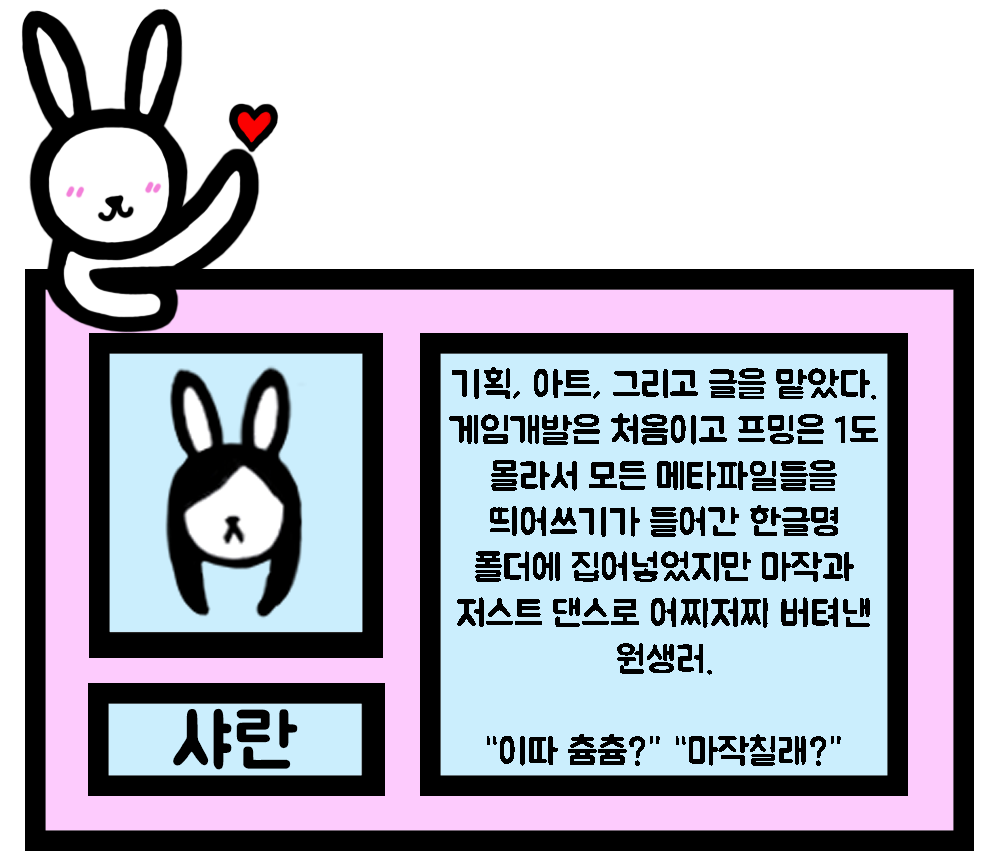 기획, 아트, 그리고 글을 맡았다.
게임개발은 처음이고 프밍은 1도
몰라서 모든 메타파일들을
띄어쓰기가 들어간 한글명
폴더에 집어넣었지만 마작과
저스트 댄스로 어찌저찌 버텨낸
원생러.
“이따 츔츔?” “마작칠래?”
샤란